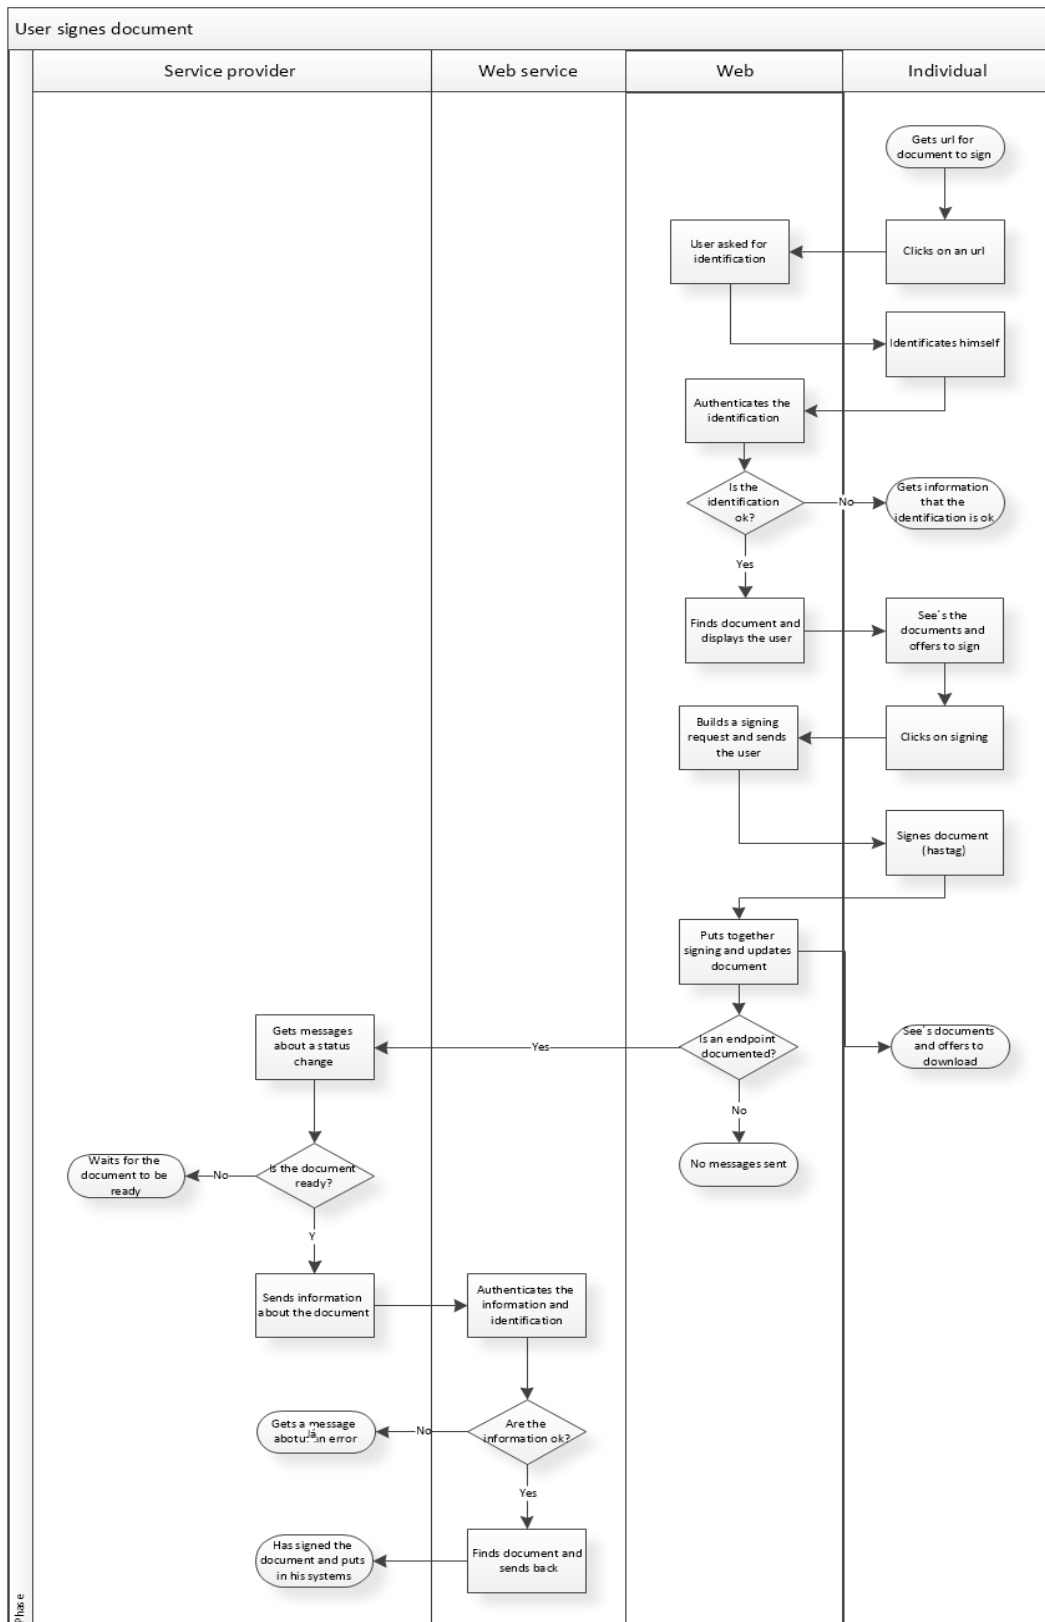 User signes document
Service provider
Web service
Web
Individual
Gets url for
document to sign
User asked for
identification
Clicks on an url
Identificates himself
Authenticates the
identification
Is the
identification
ok?
No
Gets information
that the
identification is ok
Yes
Finds document and
displays the user
See´s the
documents and
offers to sign
Builds a signing
request and sends
the user
Clicks on signing
Signes document
(hastag)
Puts together
signing and updates
document
Gets messages
about a status
change
Yes
Is an endpoint
documented?
See´s documents
and offers to
download
No
No messages sent
Waits for the
document to be
ready
No
Is the document
ready?
Y
Sends information
about the document
Authenticates the
information and
identification
Gets a message
an error
Já
No
Are the
information ok?
Yes
Has signed the
document and puts
in his systems
Finds document and
sends back
Phase